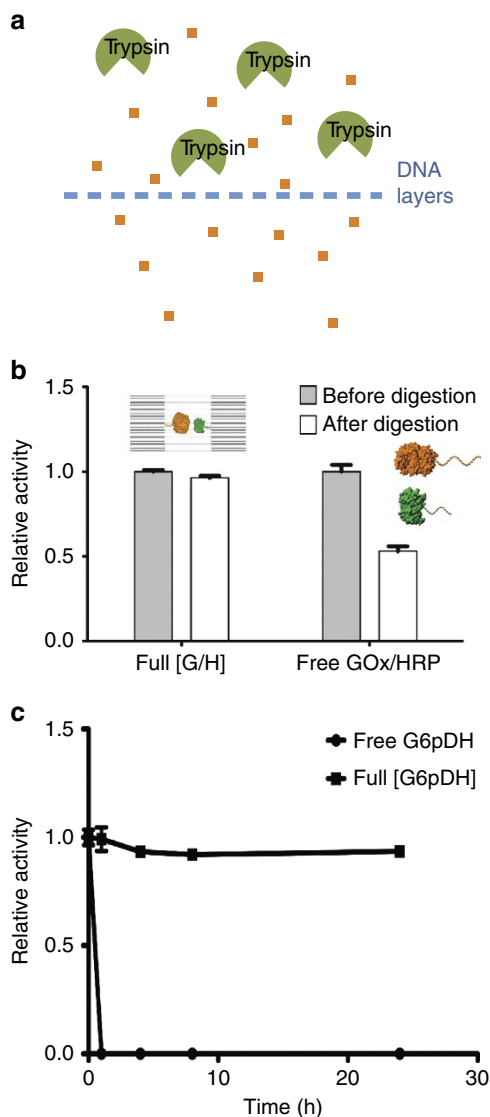 a
Trypsin
Trypsin
Trypsin
Trypsin
DNA
layers
b
1.5
1.0
0.5
0.0
Relative activity
Before digestion
After digestion
Full [G/H]
Free GOx/HRP
c
1.5
1.0
0.5
0.0
Relative activity
Free G6pDH
Full [G6pDH]
0
10
20
30
Time (h)